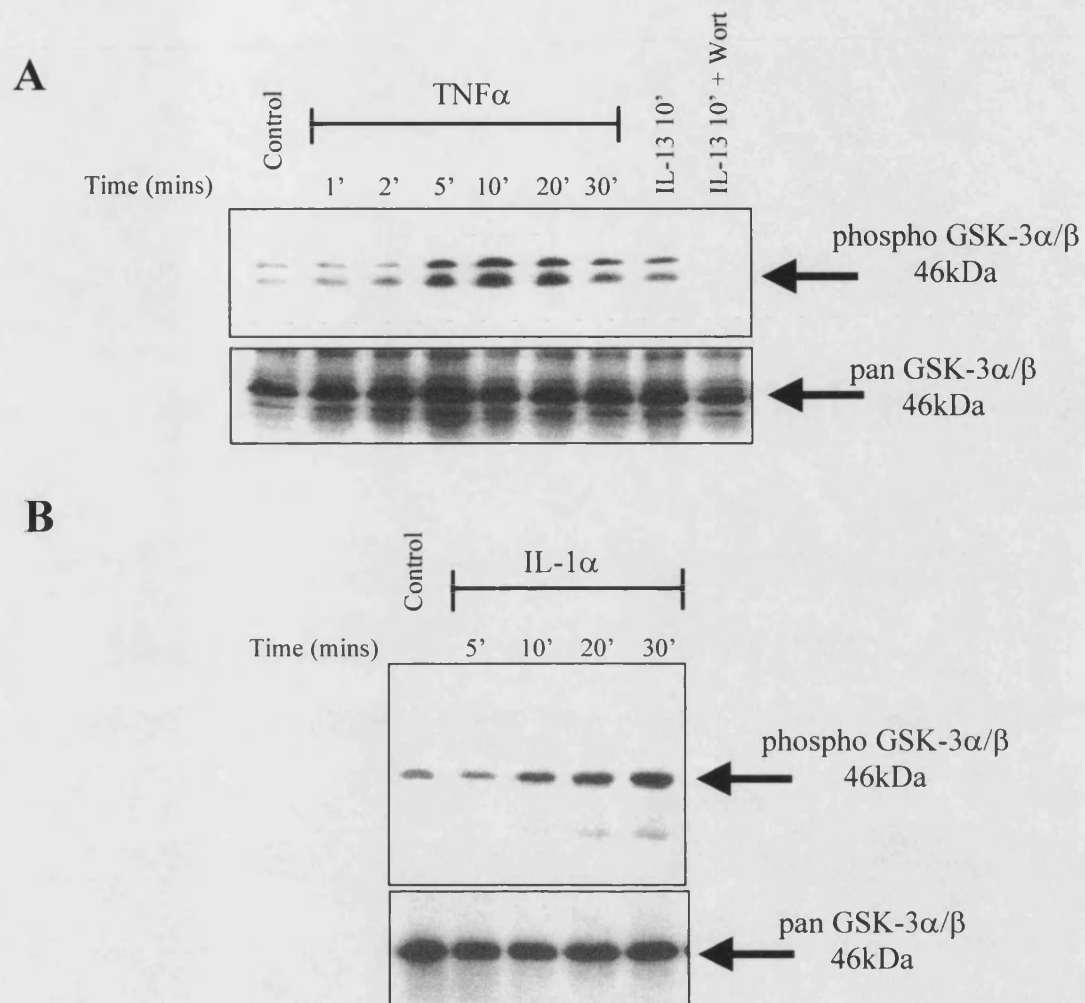 A
Control
TNFα
IL-13 10'
IL-13 10' + Wort
Time (mins) 1' 2' 5' 10' 20' 30'
phospho GSK-3α/β
46kDa
pan GSK-3α/β
46kDa
B
Control
IL-1α
Time (mins) 5' 10' 20' 30'
phospho GSK-3α/β
46kDa
pan GSK-3α/β
46kDa